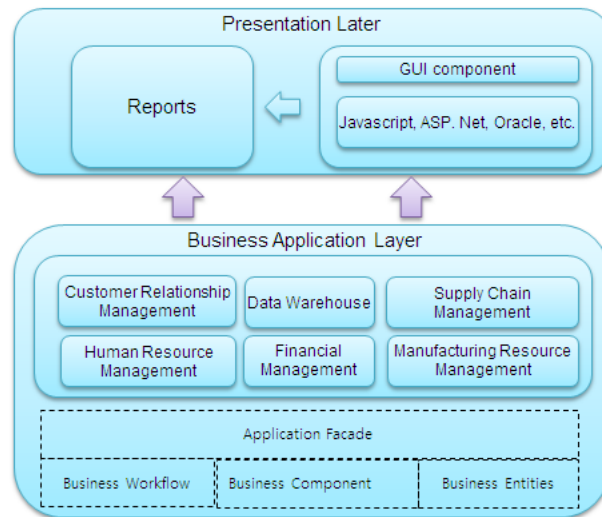 Presentation Later
Reports
GUI component
Javascript, ASP. Net, Oracle, etc.
Business Application Layer
Customer Relationship
Management
Data Warehouse
Supply Chain
Management
Human Resource
Management
Financial
Management
Manufacturing Resource
Management
Application Facade
Business Workflow
Business Component
Business Entities